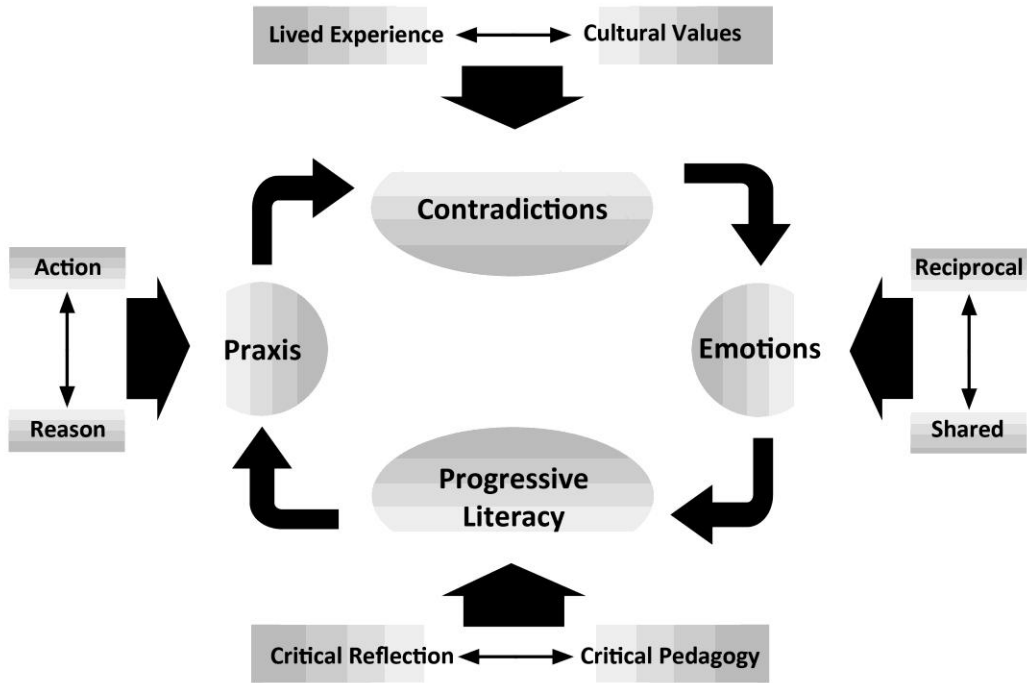 Lived Experience
Cultural Values
Contradictions
Action
Reciprocal
Praxis
Emotions
Reason
Shared
Progressive
Literacy
Critical Reflection
Critical Pedagogy